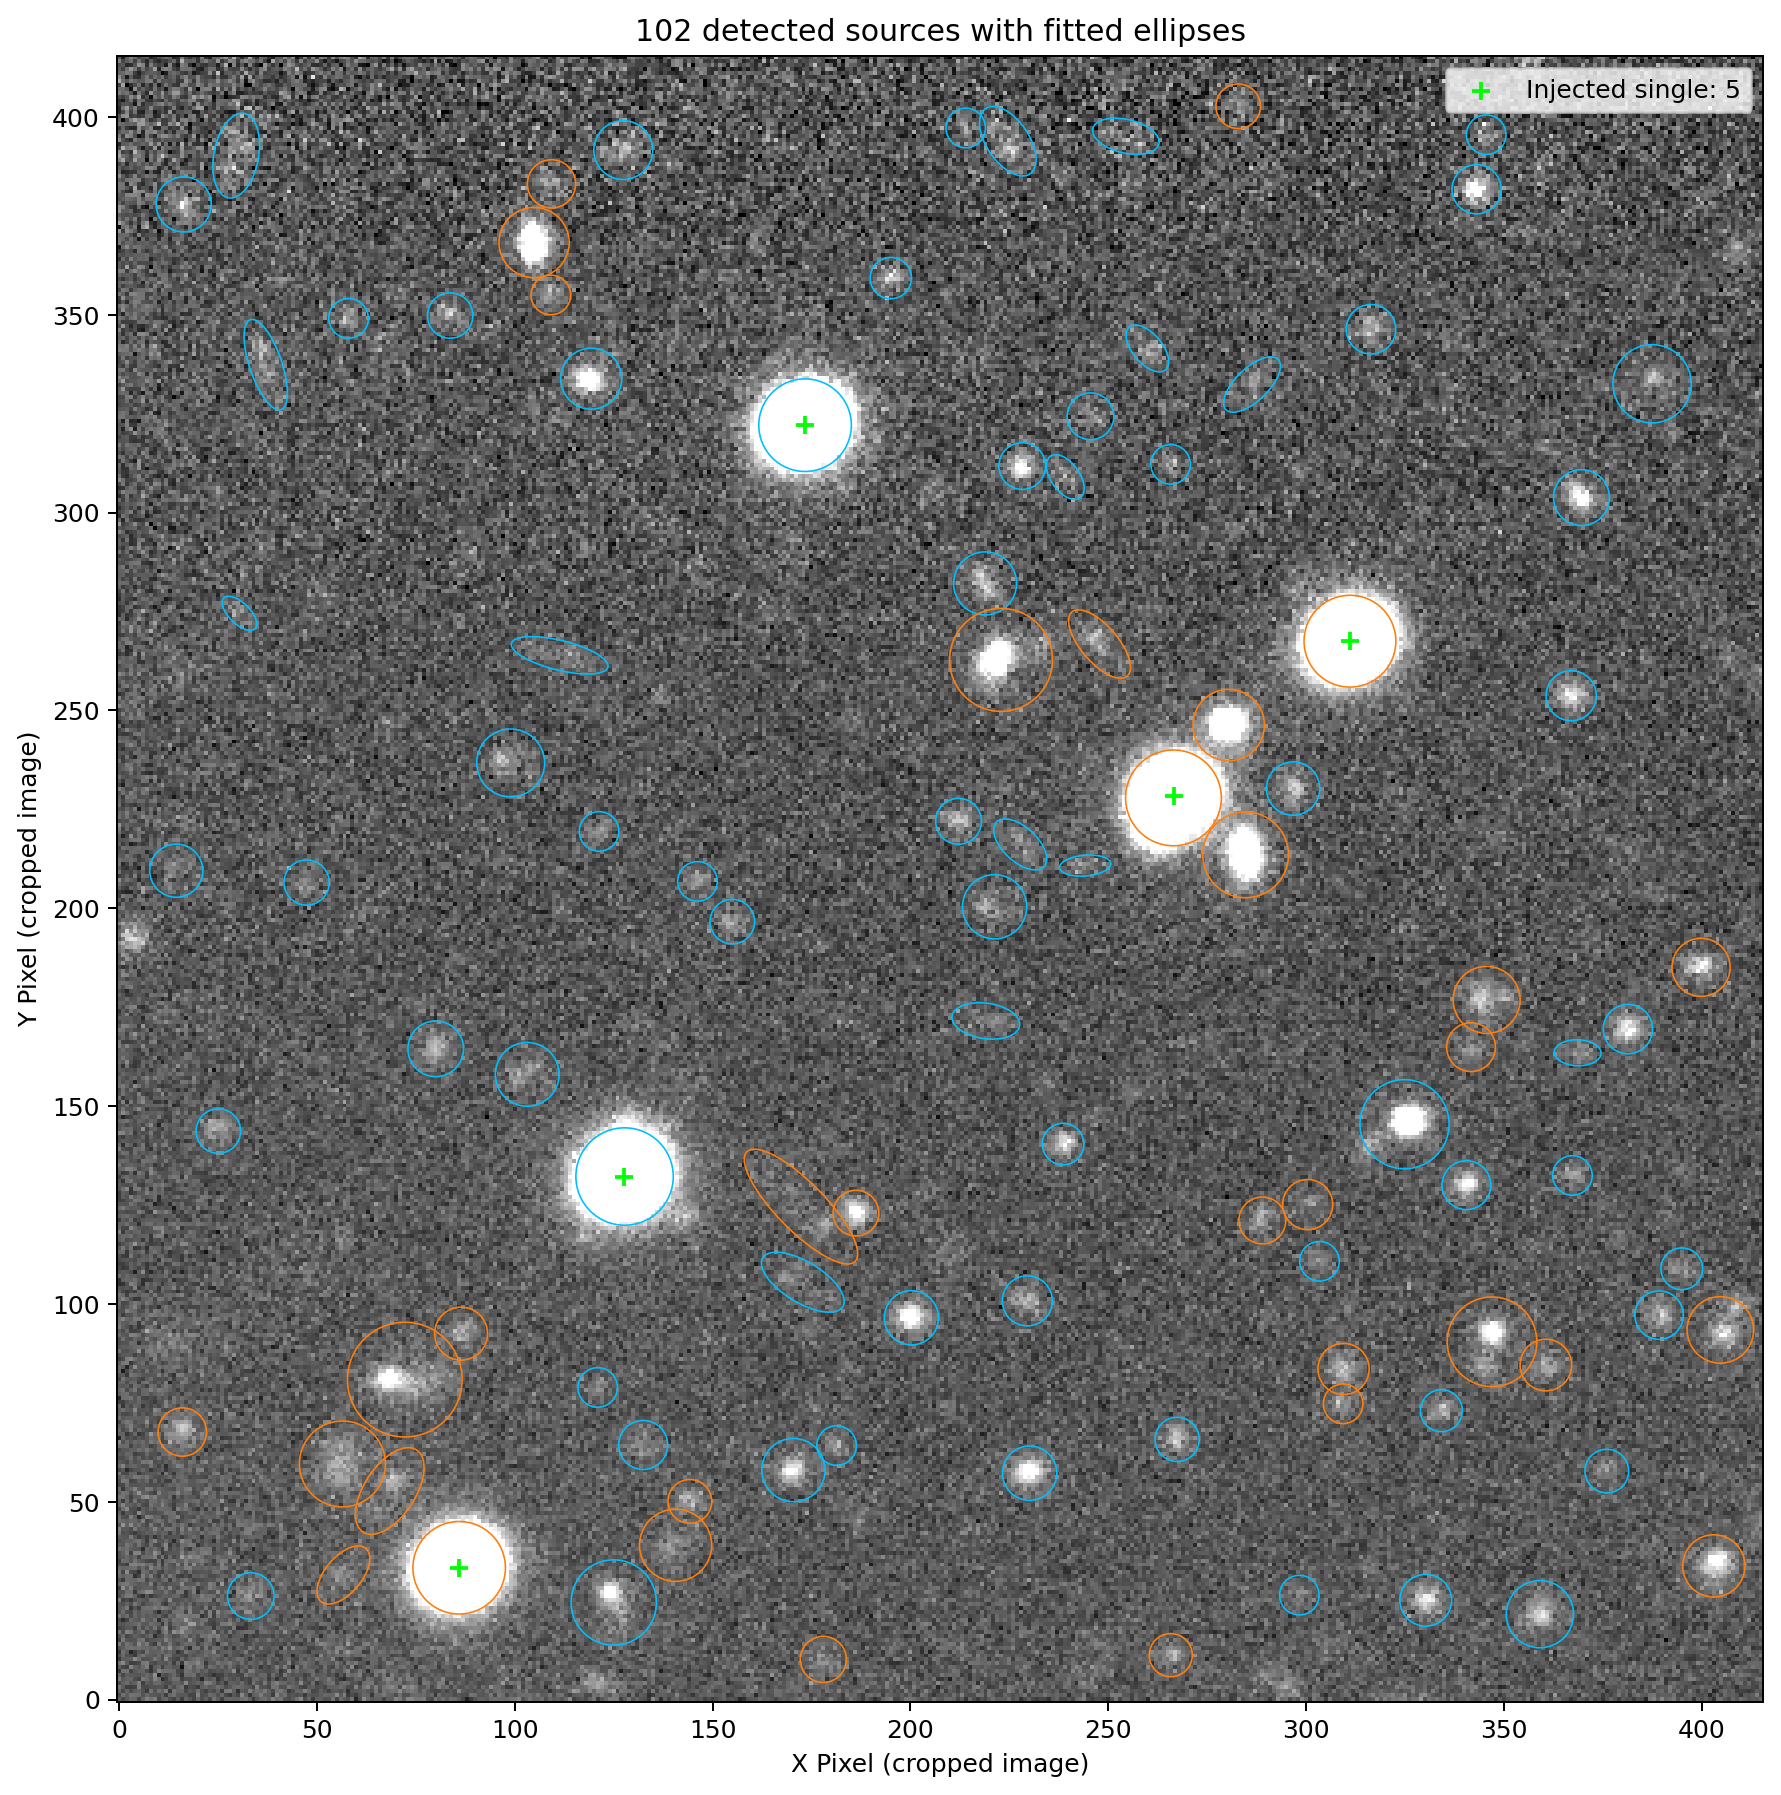 102 detected sources with fitted ellipses
Injected single: 5
400
350
300
250
200
150
100
50
0
Y Pixel (cropped image)
0 50 100 150 200 250 300 350 400
X Pixel (cropped image)